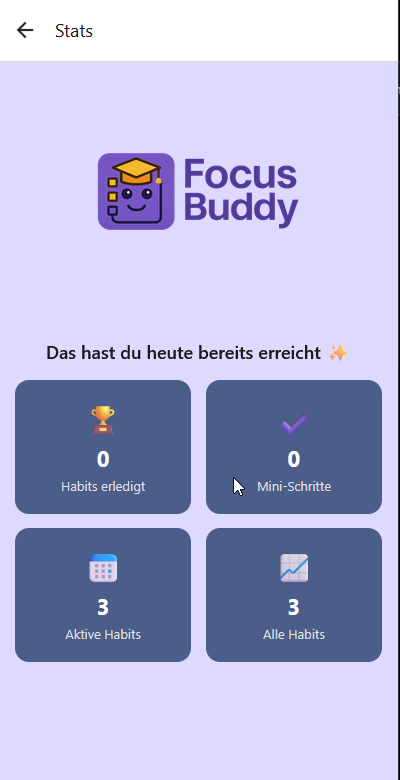 Stats
Focus
Buddy
Das hast du heute bereits erreicht ✨
0
Habits erledigt
0
Mini-Schritte
3
Aktive Habits
3
Alle Habits